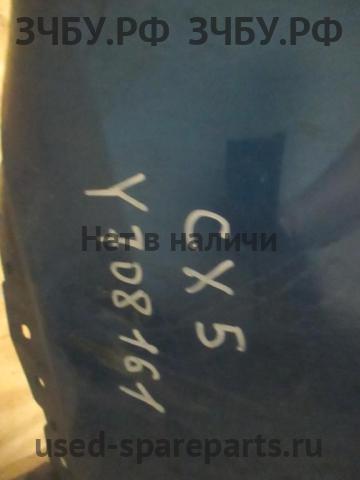 ЗЧБУ.РФ ЗЧБУ.РФ
CX5
Нет в наличи
Y708161
used-spareparts.ru